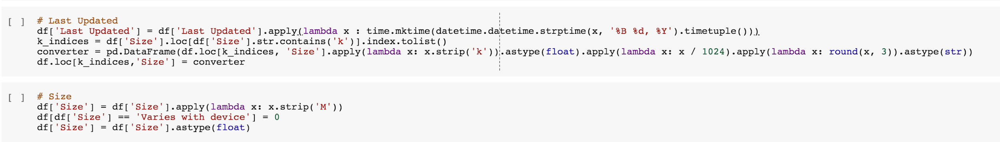 [ ] # Last Updated
df['Last Updated'] = df['Last Updated'].apply(lambda x : time.mktime(datetime.datetime.strptime(x, '%B %d, %Y').timetuple()))
k_indices = df['Size'].loc[df['Size'].str.contains('k')].index.tolist()
converter = pd.DataFrame(df.loc[k_indices, 'Size'].apply(lambda x: x.strip('k')).astype(float).apply(lambda x: x / 1024).apply(lambda x: round(x, 3)).astype(str))
df.loc[k_indices,'Size'] = converter
[ ] # Size
df['Size'] = df['Size'].apply(lambda x: x.strip('M'))
df[df['Size'] == 'Varies with device'] = 0
df['Size'] = df['Size'].astype(float)